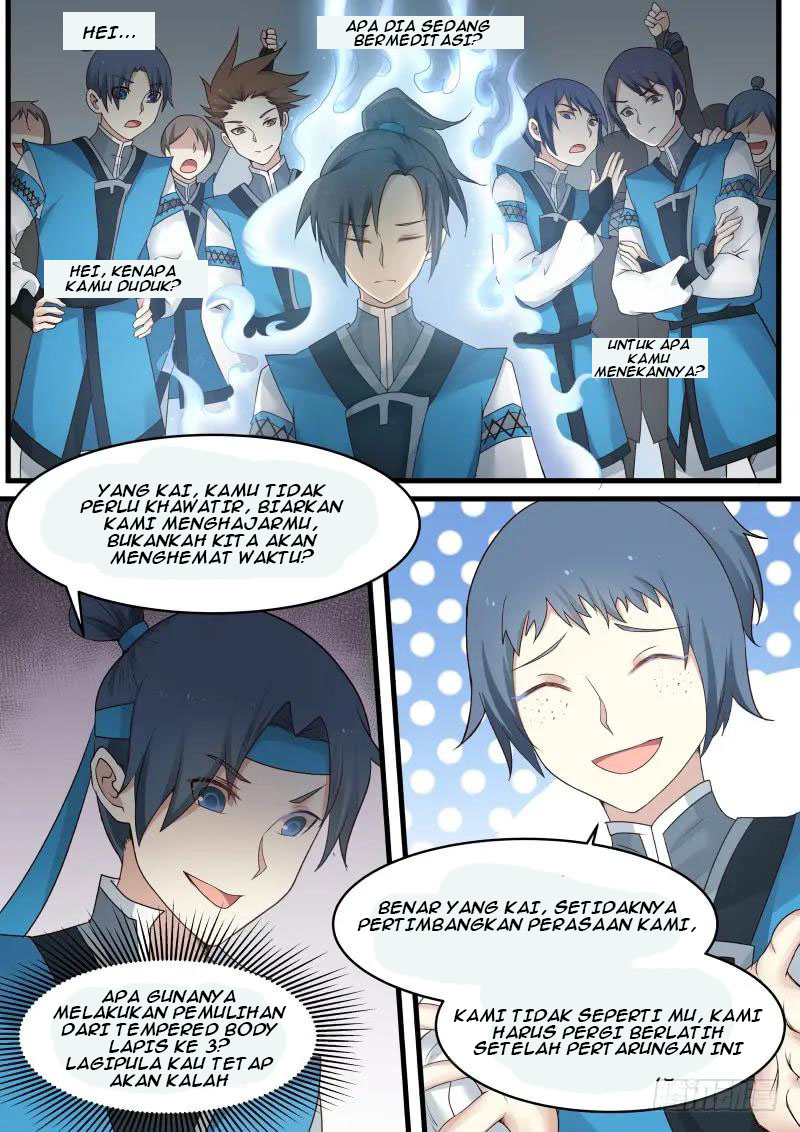 HEI...
APA DIA SEDANG
BERMEDITASI?
HEI, KENAPA
KAMU DUDUK?
UNTUK APA
KAMU
MENEKANNYA?
YANG KAI, KAMU TIDAK
PERLU KHAWATIR, BIARKAN
KAMI MENGHAJARMU,
BUKANKAH KITA AKAN
MENGHEMAT WAKTU?
BENAR YANG KAI, SETIDAKNYA
PERTIMBANGKAN PERASAAN KAMI,
APA GUNANYA
MELAKUKAN PEMULIHAN
DARI TEMPERED BODY
LAPIS KE 3?
LAGIPULA KAU TETAP
AKAN KALAH
KAMI TIDAK SEPERTI MU, KAMI
HARUS PERGI BERLATIH
SETELAH PERTARUNGAN INI